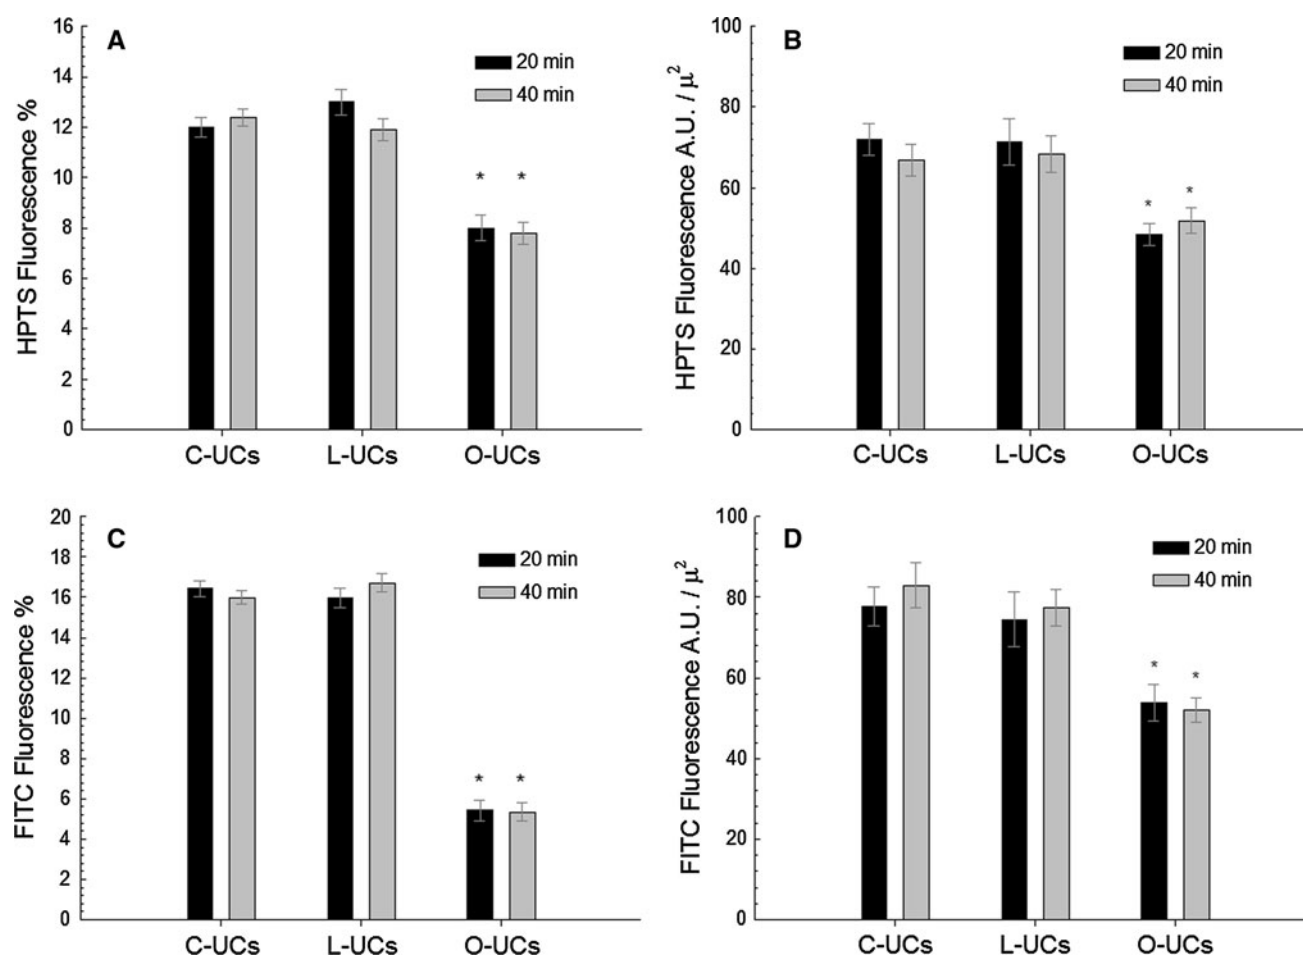 A
HPTS Fluorescence %
16
14
12
10
8
6
4
2
0
20 min
40 min
* *
C-UCs L-UCs O-UCs
B
HPTS Fluorescence A.U. / μ²
100
80
60
40
20
0
20 min
40 min
* *
C-UCs L-UCs O-UCs
C
FITC Fluorescence %
20
18
16
14
12
10
8
6
4
2
0
20 min
40 min
* *
C-UCs L-UCs O-UCs
D
FITC Fluorescence A.U. / μ²
100
80
60
40
20
0
20 min
40 min
* *
C-UCs L-UCs O-UCs